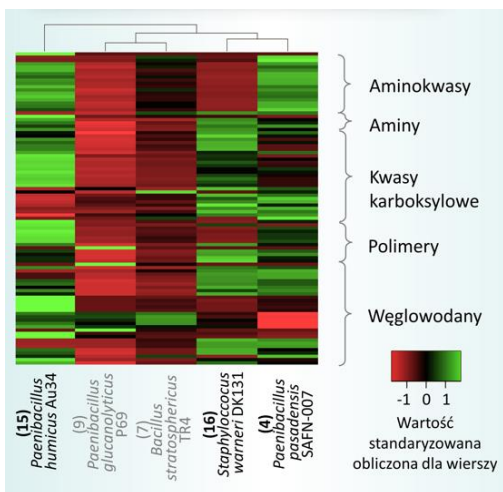 Aminokwasy
Aminy
Kwasy
karboksylowe
Polimery
Węglowodany
(15)
Paenibacillus
humicus Au34
(9)
Paenibacillus
glucanolyticus
P69
(7)
Bacillus
stratosphericus
TR4
(16)
Staphyloccocus
warneri DK131
(4)
Paenibacillus
pasadensis
SAFN-007
-1 0 1
Wartość
standaryzowana
obliczona dla wierszy